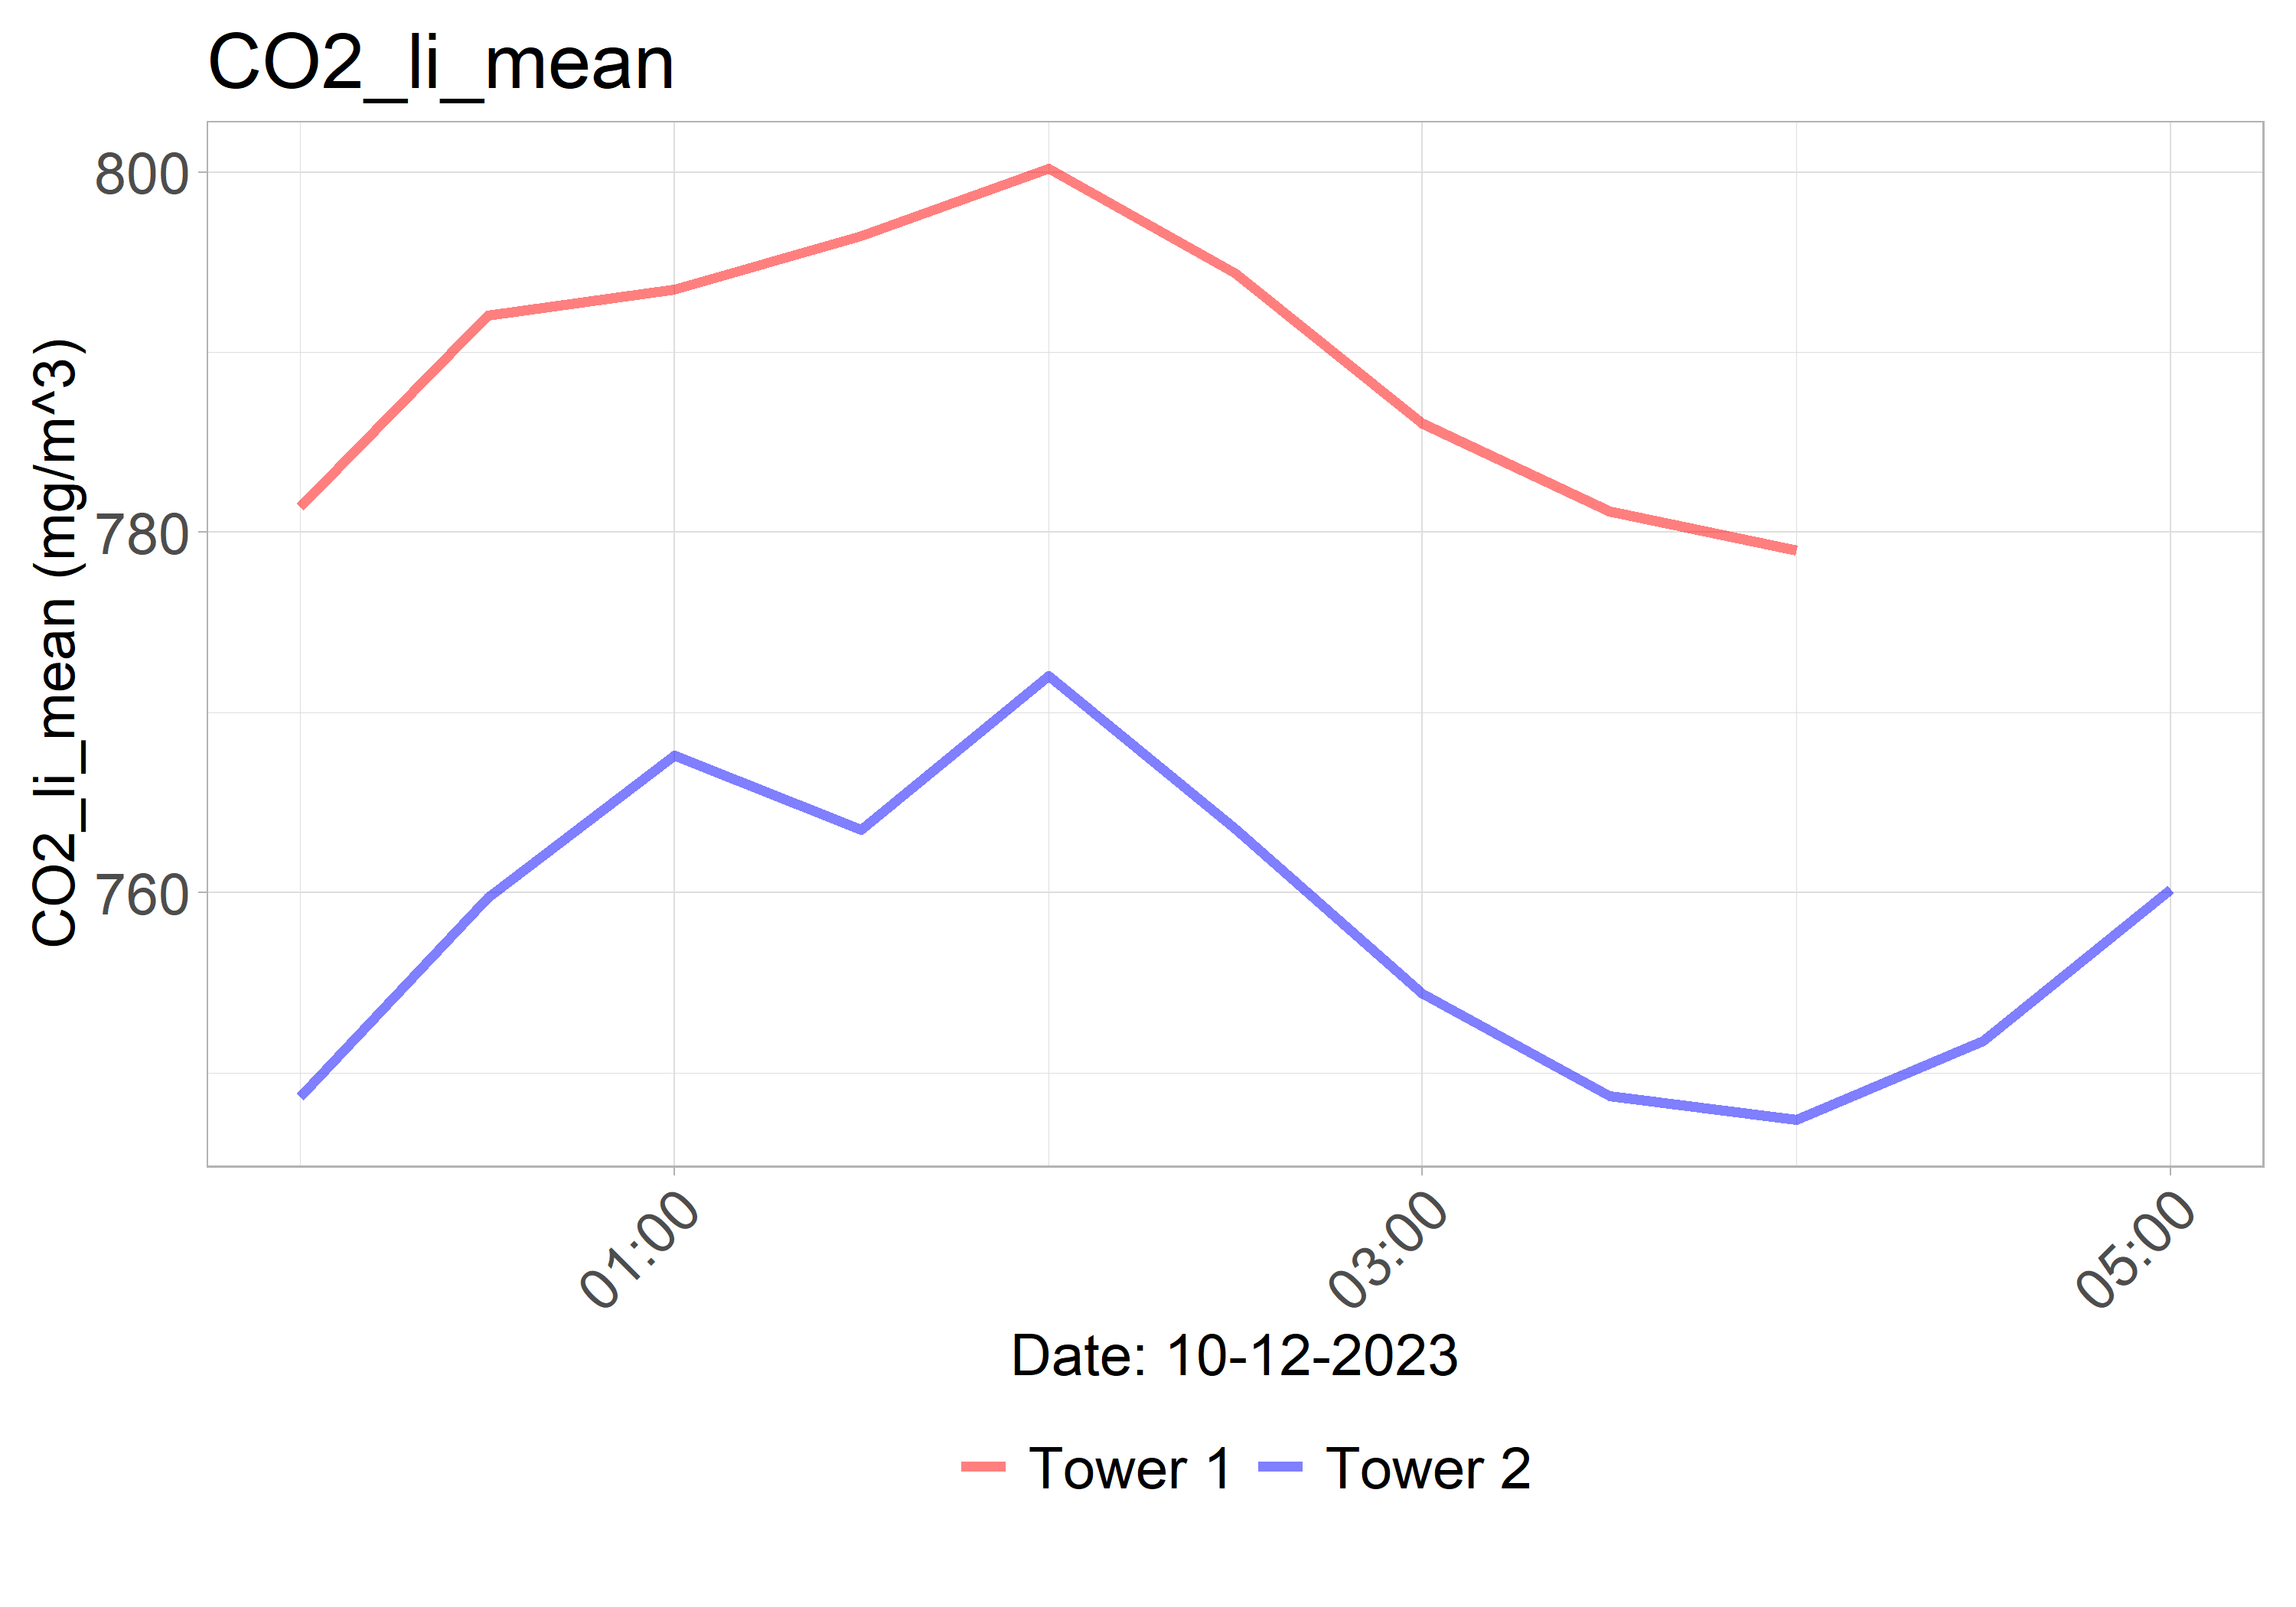 CO2_li_mean
CO2_li_mean (mg/m^3)
800
780
760
01:00
03:00
05:00
Date: 10-12-2023
Tower 1
Tower 2